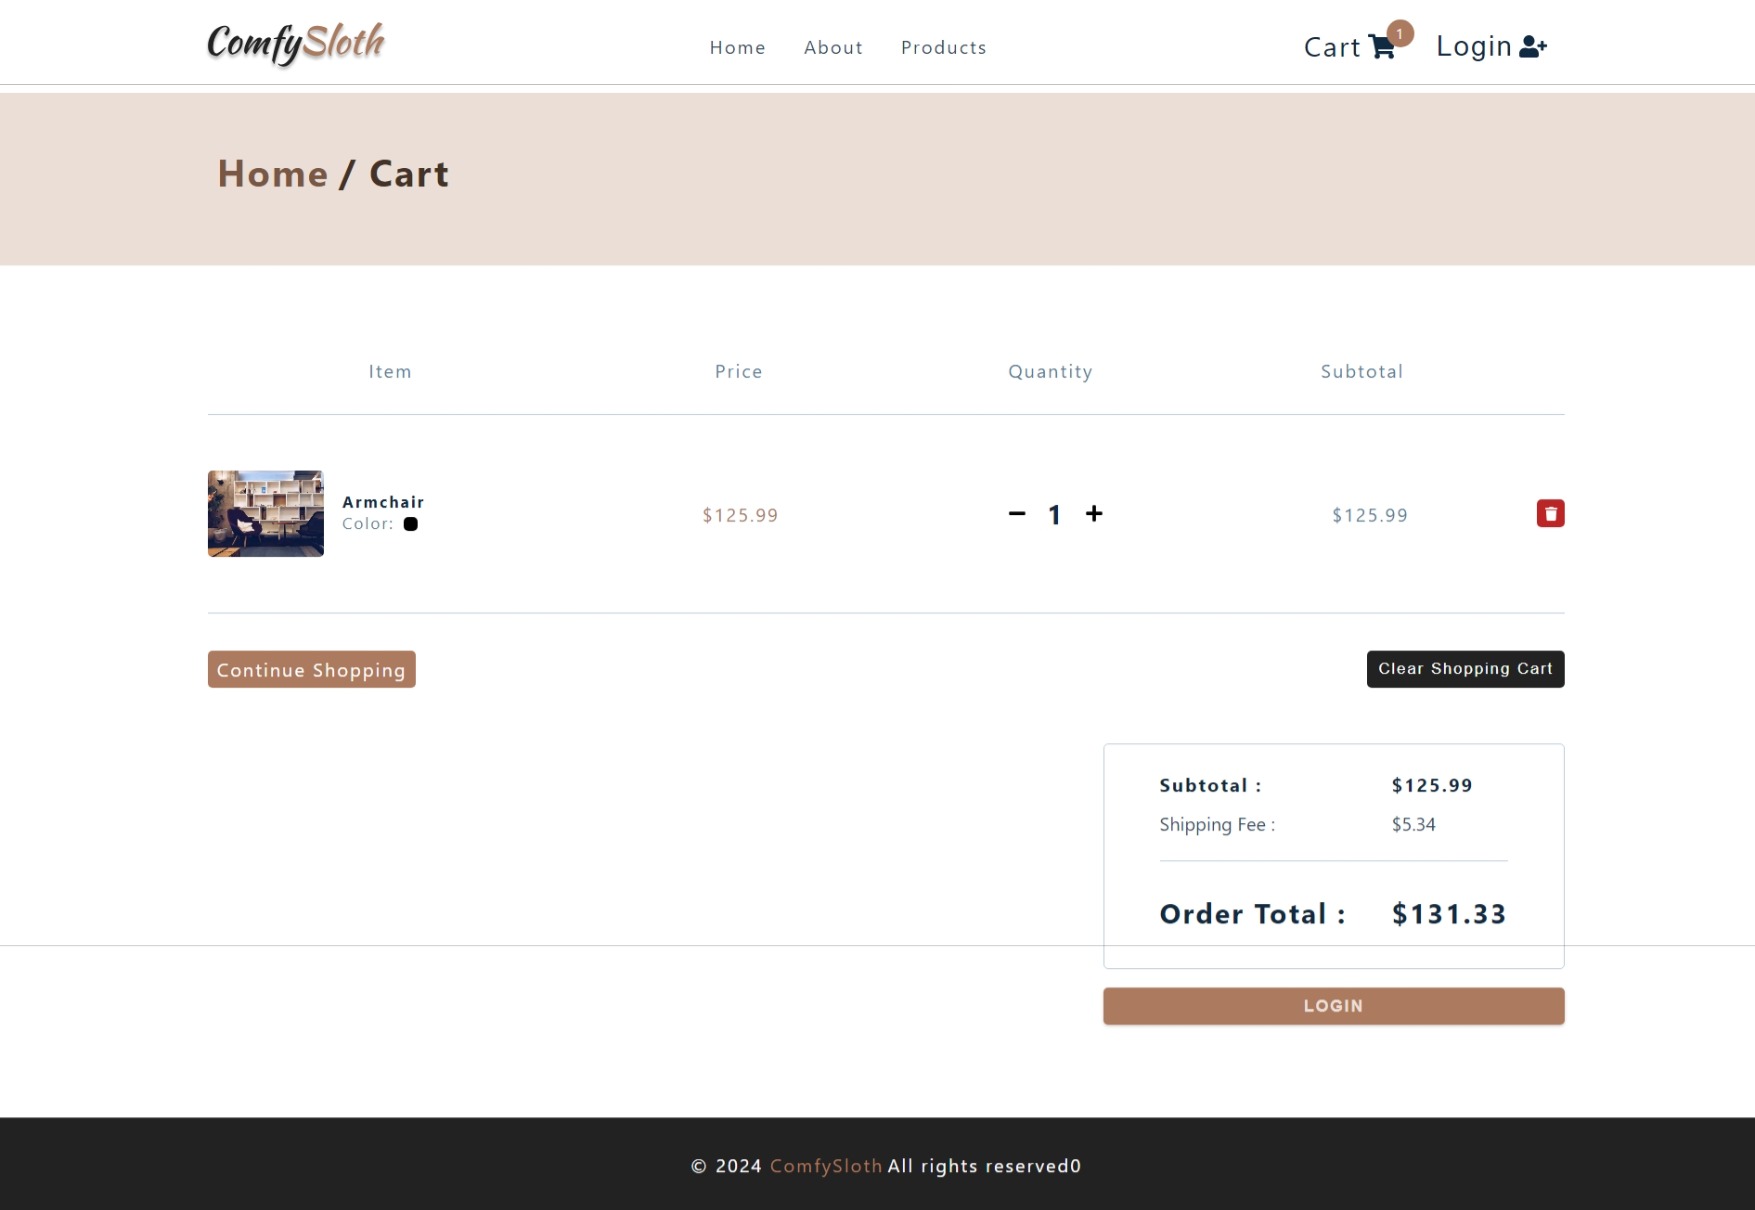 ComfySloth
Home About Products
Cart 1 Login
Home / Cart
Item Price Quantity Subtotal
Armchair
Color:
$125.99 1 $125.99
Continue Shopping
Clear Shopping Cart
Subtotal : $125.99
Shipping Fee : $5.34
Order Total : $131.33
LOGIN
© 2024 ComfySloth All rights reserved0